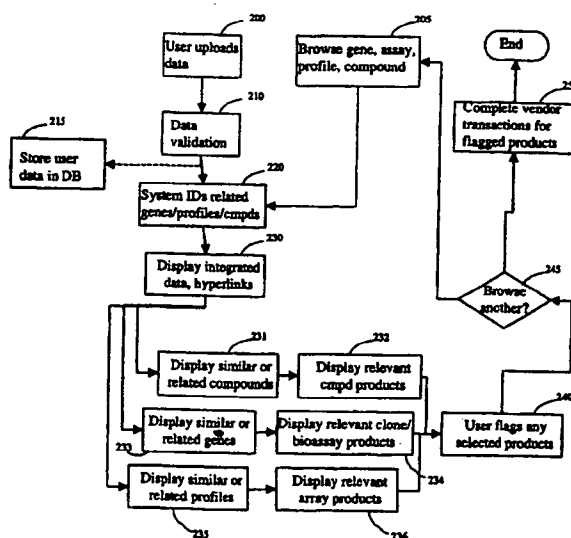 200
User uploads
data
205
Browse gene, assay,
profile, compound
End
Complete vendor
transactions for
flagged products
210
Data
validation
215
Store user
data in DB
220
System IDs related
genes/profiles/cmpds
230
Display integrated
data, hyperlinks
245
Browse
another?
231
Display similar or
related compounds
232
Display relevant
cmpd products
233
Display similar or
related genes
Display relevant clone/
bioassay products
234
240
User flags any
selected products
Display similar or
related profiles
235
Display relevant
array products
236